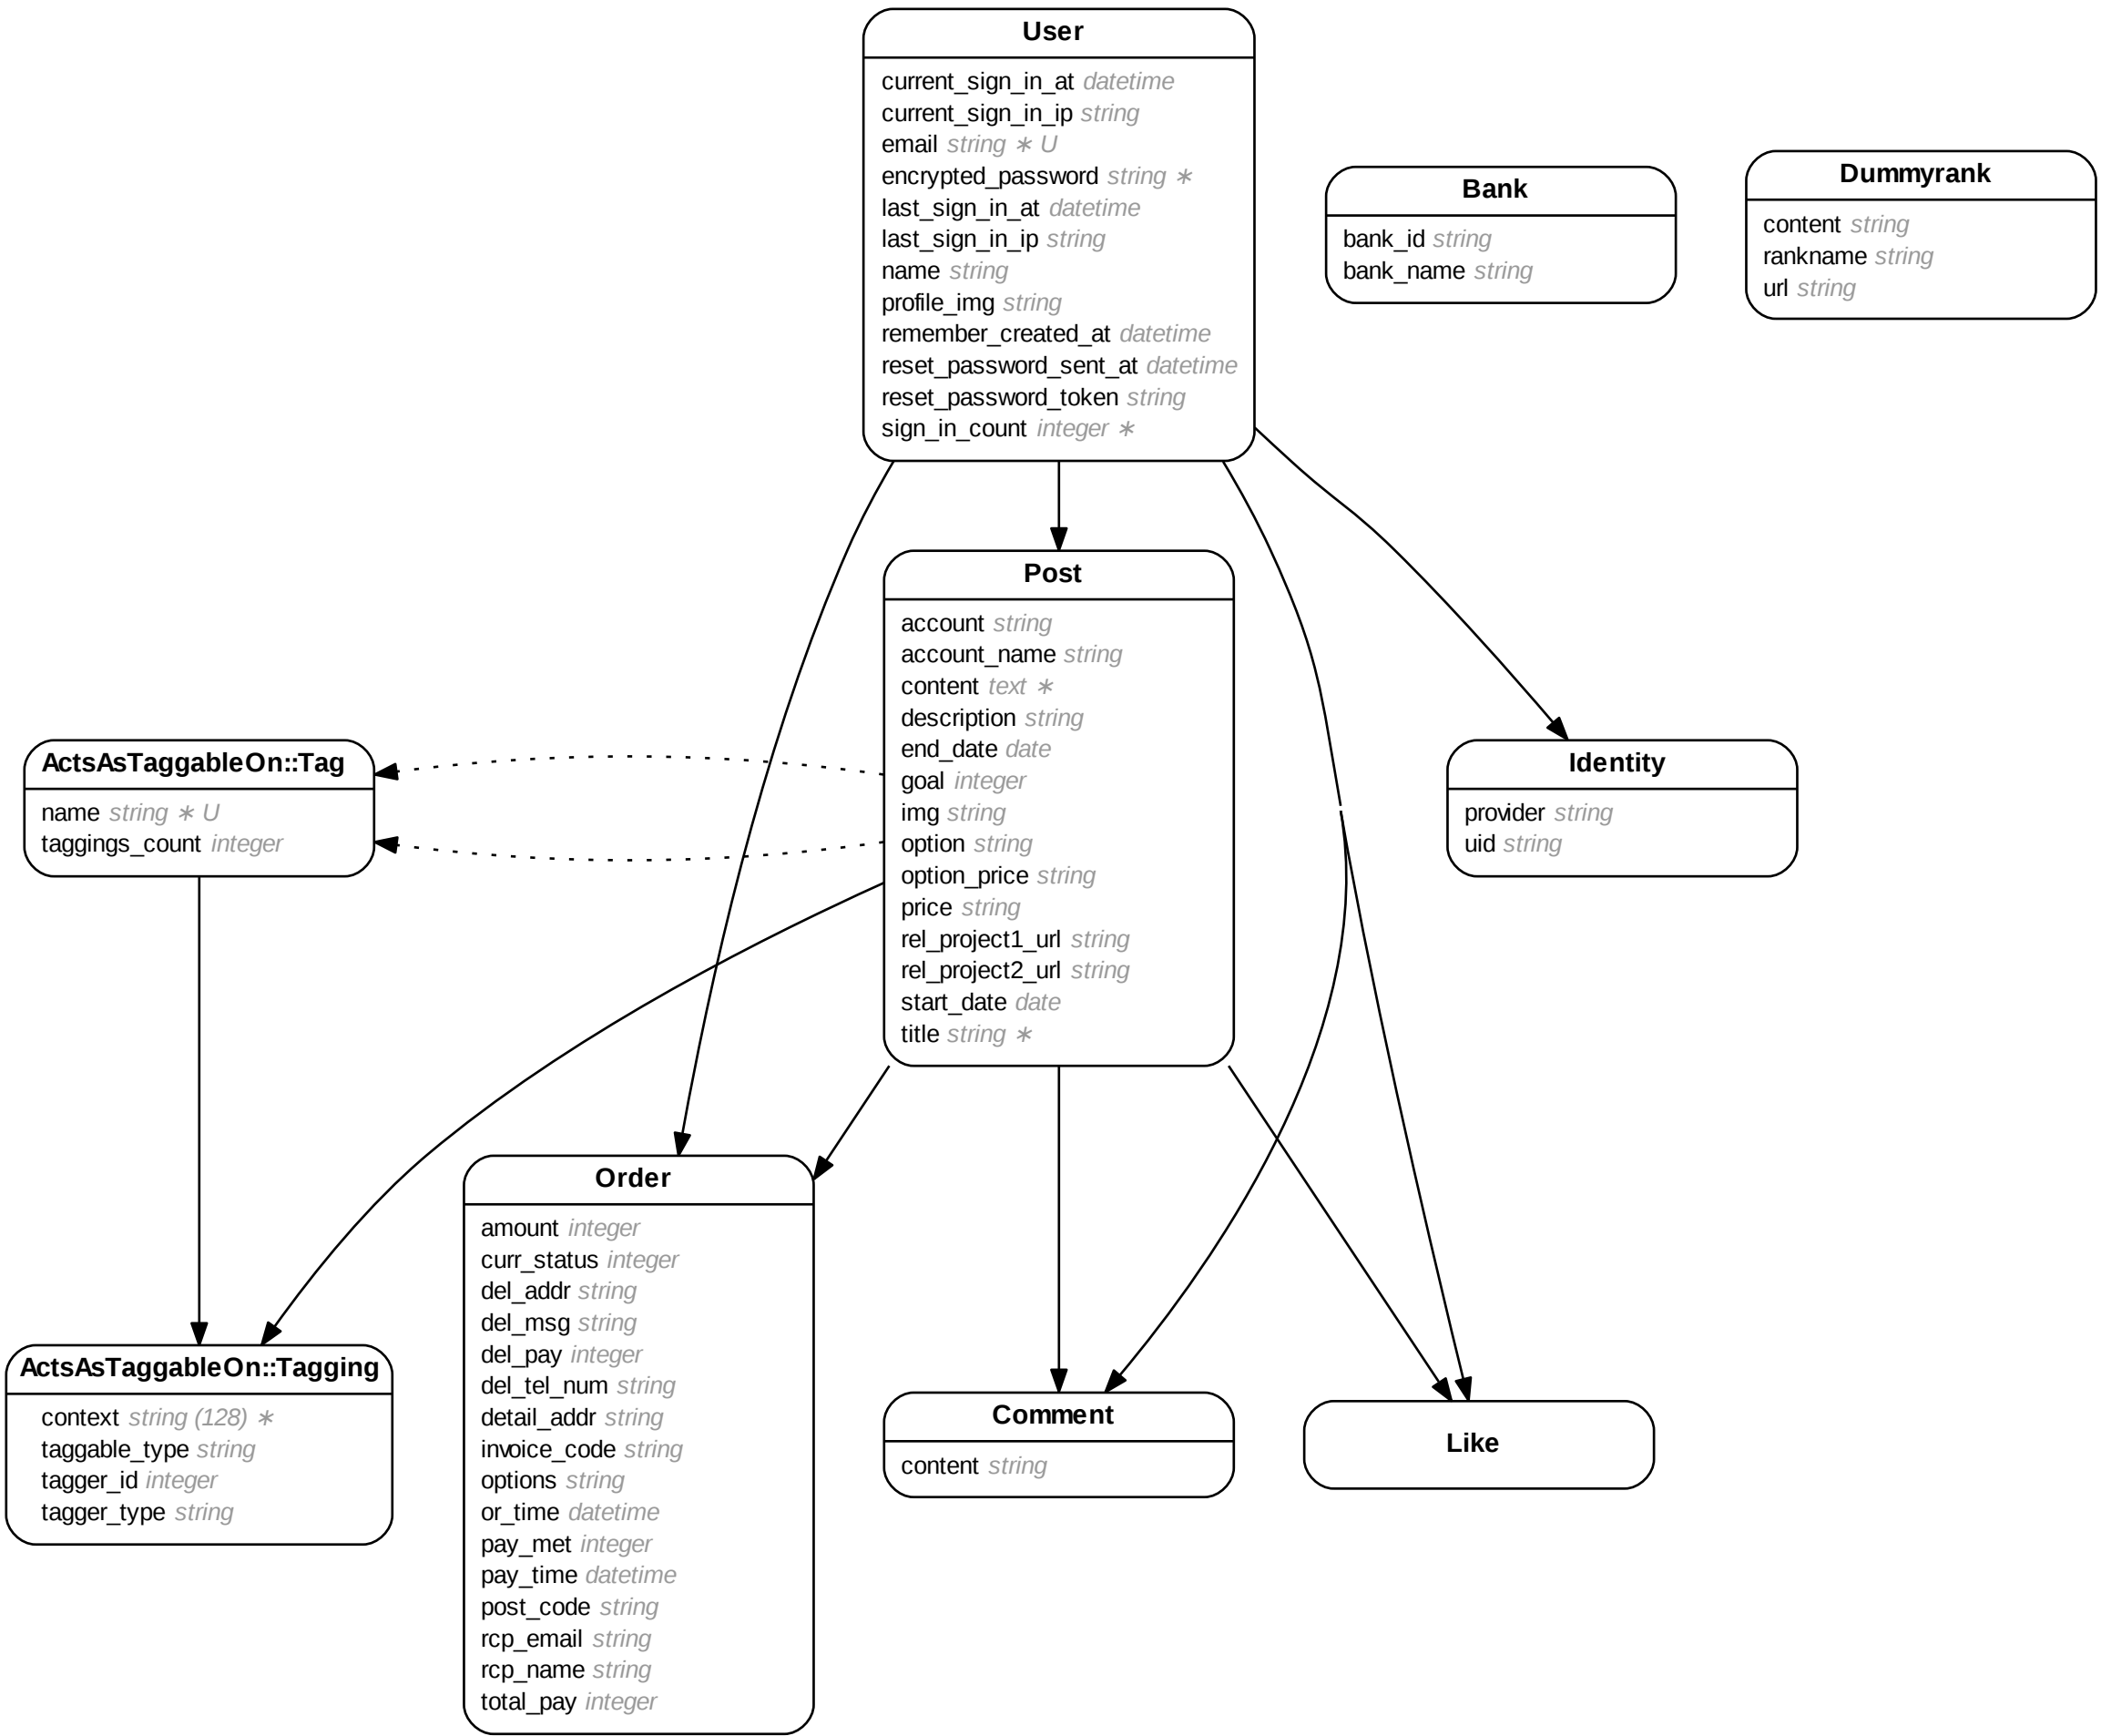 User
current_sign_in_at datetime
current_sign_in_ip string
email string ∗ U
encrypted_password string ∗
last_sign_in_at datetime
last_sign_in_ip string
name string
profile_img string
remember_created_at datetime
reset_password_sent_at datetime
reset_password_token string
sign_in_count integer ∗
Bank
bank_id string
bank_name string
Dummyrank
content string
rankname string
url string
Post
account string
account_name string
content text ∗
description string
end_date date
goal integer
img string
option string
option_price string
price string
rel_project1_url string
rel_project2_url string
start_date date
title string ∗
ActsAsTaggableOn::Tag
name string ∗ U
taggings_count integer
Identity
provider string
uid string
ActsAsTaggableOn::Tagging
context string (128) ∗
taggable_type string
tagger_id integer
tagger_type string
Order
amount integer
curr_status integer
del_addr string
del_msg string
del_pay integer
del_tel_num string
detail_addr string
invoice_code string
options string
or_time datetime
pay_met integer
pay_time datetime
post_code string
rcp_email string
rcp_name string
total_pay integer
Comment
content string
Like